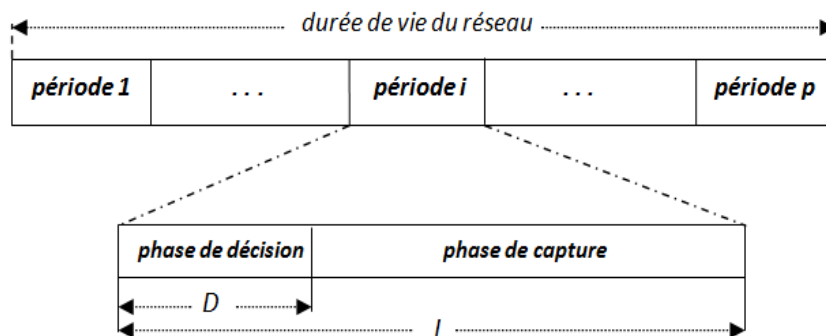 durée de vie du réseau
période 1 ... période i ... période p
phase de décision phase de capture
D